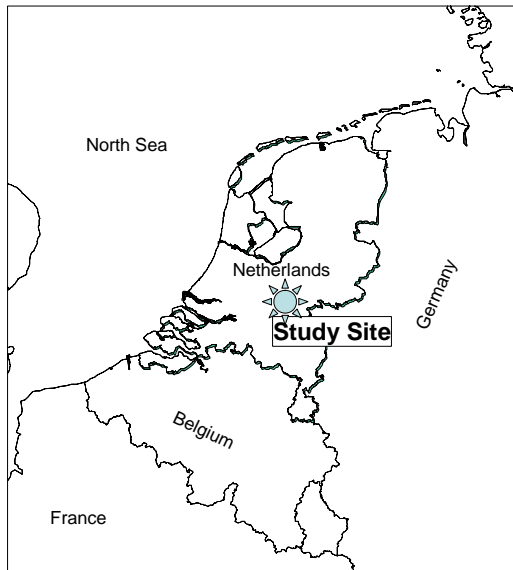 North Sea
Netherlands
Germany
Study Site
Belgium
France